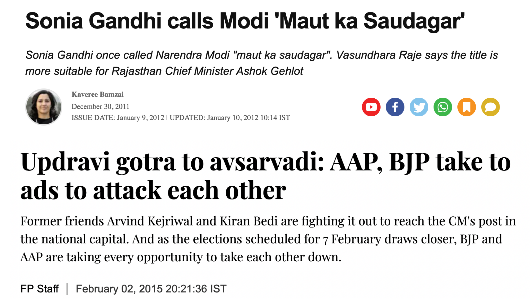 Sonia Gandhi calls Modi 'Maut ka Saudagar'
Sonia Gandhi once called Narendra Modi "maut ka saudagar". Vasundhara Raje says the title is
more suitable for Rajasthan Chief Minister Ashok Gehlot
Kaveree Bamzai
December 30, 2011
ISSUE DATE: January 9, 2012 | UPDATED: January 10, 2012 10:14 IST
Updravi gotra to avsarvadi: AAP, BJP take to
ads to attack each other
Former friends Arvind Kejriwal and Kiran Bedi are fighting it out to reach the CM's post in
the national capital. And as the elections scheduled for 7 February draws closer, BJP and
AAP are taking every opportunity to take each other down.
FP Staff | February 02, 2015 20:21:36 IST